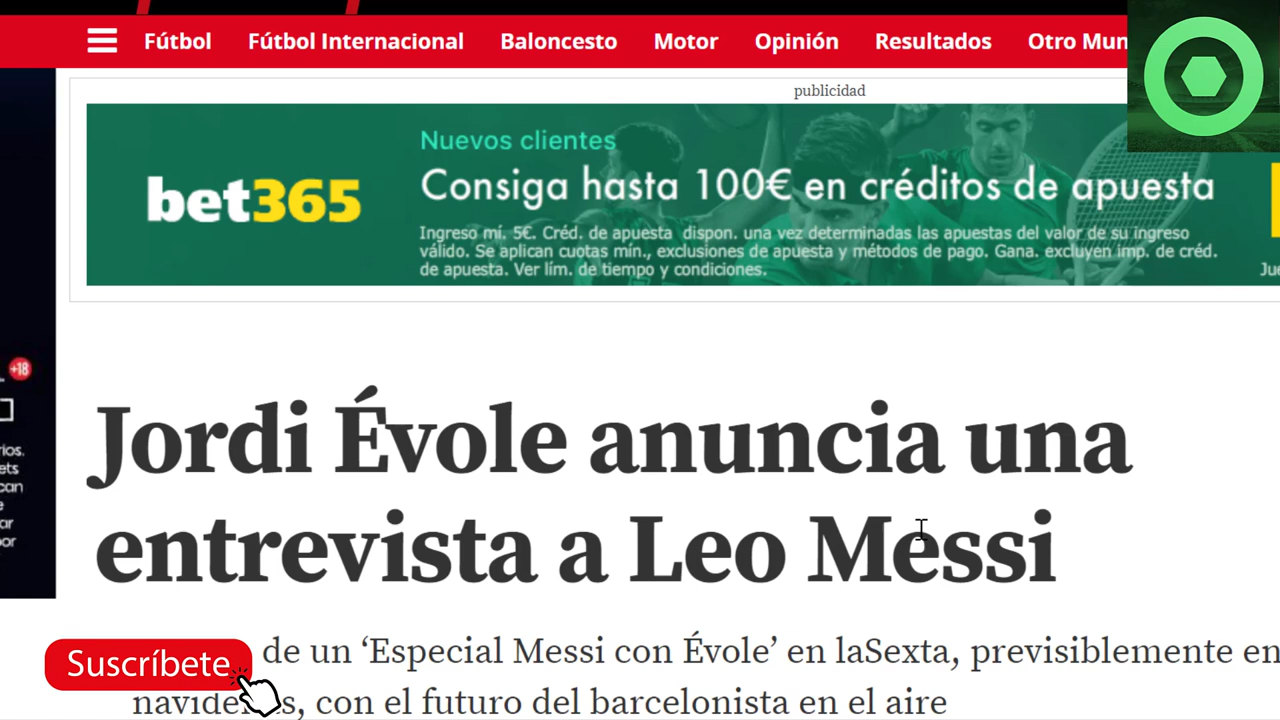 Fútbol Fútbol Internacional Baloncesto Motor Opinión Resultados Otro
publicidad
bet365
Nuevos clientes
Consiga hasta 100€ en créditos de apuesta
Ingreso mí. 5€. Créd. de apuesta dispon. una vez determinadas las apuestas del valor de su ingreso
válido. Se aplican cuotas mín., exclusiones de apuesta y métodos de pago. Gana. excluyen imp. de créd.
de apuesta. Ver lím. de tiempo y condiciones.
+18
Jordi Évole anuncia una
entrevista a Leo Messi
de un ‘Especial Messi con Évole’ en laSexta, previsiblemente en
con el futuro del barcelonista en el aire
Suscríbete